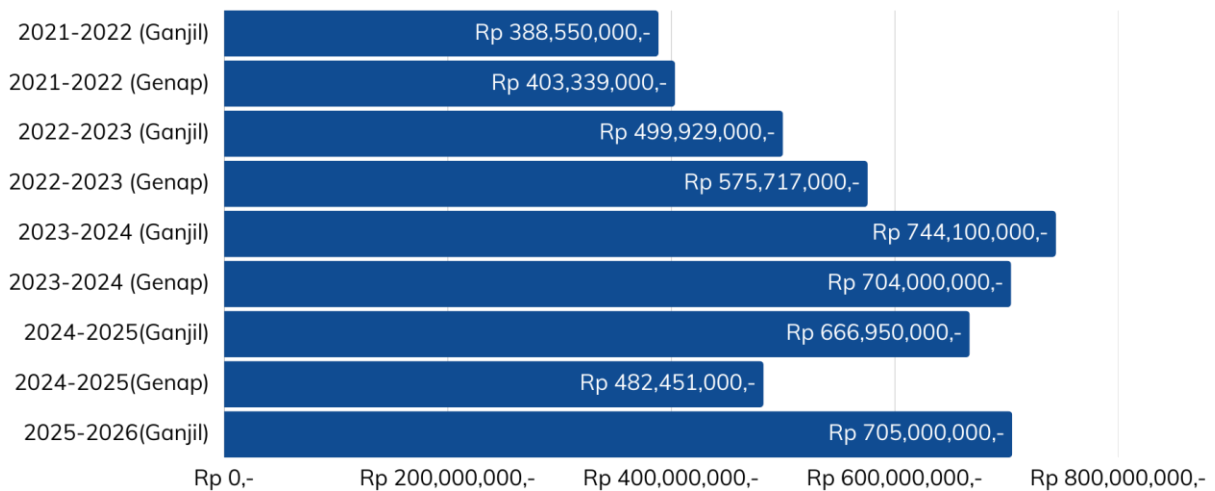 2021-2022 (Ganjil) Rp 388,550,000,-
2021-2022 (Genap) Rp 403,339,000,-
2022-2023 (Ganjil) Rp 499,929,000,-
2022-2023 (Genap) Rp 575,717,000,-
2023-2024 (Ganjil) Rp 744,100,000,-
2023-2024 (Genap) Rp 704,000,000,-
2024-2025(Ganjil) Rp 666,950,000,-
2024-2025(Genap) Rp 482,451,000,-
2025-2026(Ganjil) Rp 705,000,000,-
Rp 0,- Rp 200,000,000,- Rp 400,000,000,- Rp 600,000,000,- Rp 800,000,000,-